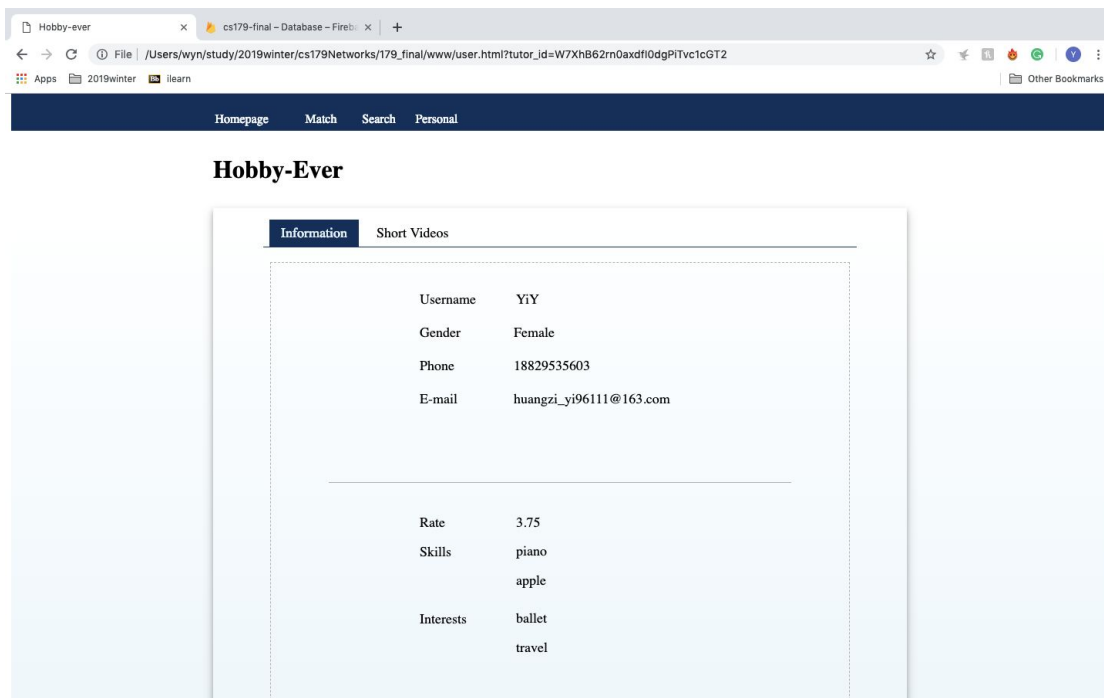 Hobby-ever
cs179-final – Database – Fireb
File /Users/wyn/study/2019winter/cs179Networks/179_final/www/user.html?tutor_id=W7XhB62rn0axdfl0dgPiTvc1cGT2
Apps 2019winter ilearn Other Bookmarks
Homepage Match Search Personal
Hobby-Ever
Information Short Videos
Username YiY
Gender Female
Phone 18829535603
E-mail huangzi_yi96111@163.com
Rate 3.75
Skills piano
apple
Interests ballet
travel